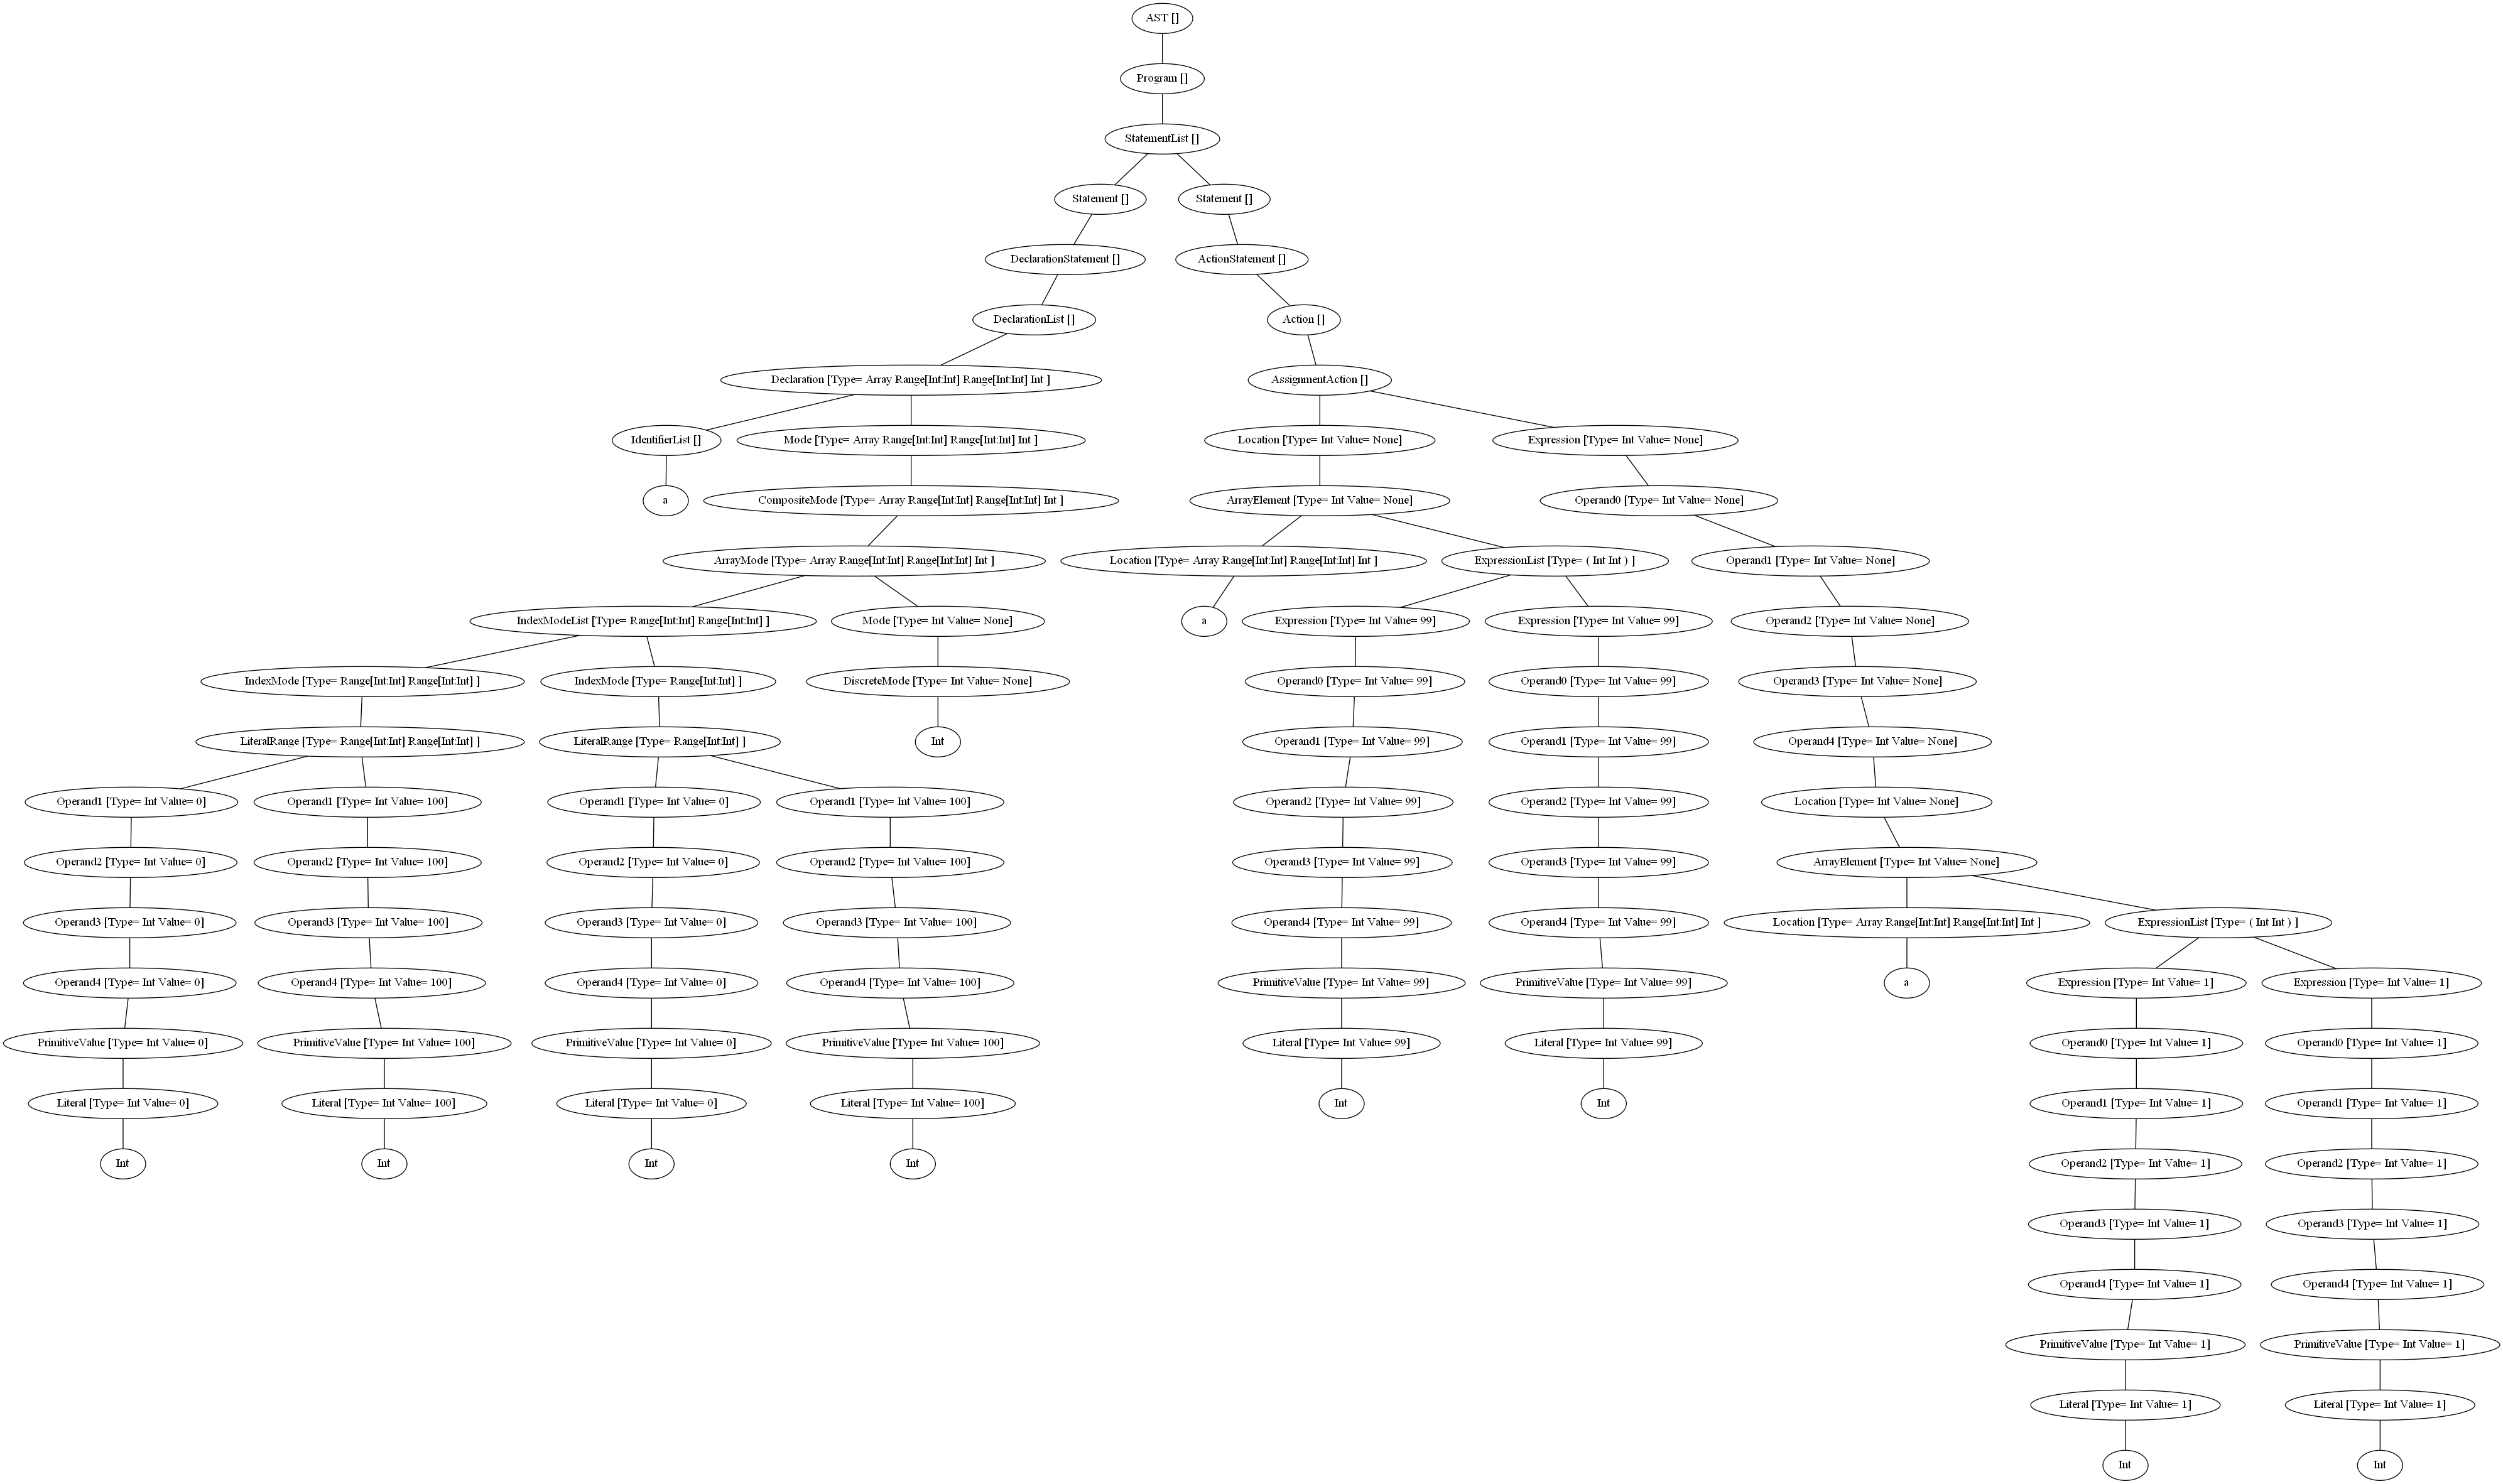 AST []
Program []
StatementList []
Statement []
Statement []
DeclarationStatement []
ActionStatement []
DeclarationList []
Action []
Declaration [Type= Array Range[Int:Int] Range[Int:Int] Int ]
AssignmentAction []
IdentifierList []
Mode [Type= Array Range[Int:Int] Range[Int:Int] Int ]
Location [Type= Int Value= None]
Expression [Type= Int Value= None]
a
CompositeMode [Type= Array Range[Int:Int] Range[Int:Int] Int ]
ArrayElement [Type= Int Value= None]
Operand0 [Type= Int Value= None]
ArrayMode [Type= Array Range[Int:Int] Range[Int:Int] Int ]
Location [Type= Array Range[Int:Int] Range[Int:Int] Int ]
ExpressionList [Type= ( Int Int ) ]
Operand1 [Type= Int Value= None]
IndexModeList [Type= Range[Int:Int] Range[Int:Int] ]
Mode [Type= Int Value= None]
a
Expression [Type= Int Value= 99]
Expression [Type= Int Value= 99]
Operand2 [Type= Int Value= None]
IndexMode [Type= Range[Int:Int] Range[Int:Int] ]
IndexMode [Type= Range[Int:Int] ]
DiscreteMode [Type= Int Value= None]
Operand0 [Type= Int Value= 99]
Operand0 [Type= Int Value= 99]
Operand3 [Type= Int Value= None]
LiteralRange [Type= Range[Int:Int] Range[Int:Int] ]
LiteralRange [Type= Range[Int:Int] ]
Int
Operand1 [Type= Int Value= 99]
Operand1 [Type= Int Value= 99]
Operand4 [Type= Int Value= None]
Operand1 [Type= Int Value= 0]
Operand1 [Type= Int Value= 100]
Operand1 [Type= Int Value= 0]
Operand1 [Type= Int Value= 100]
Operand2 [Type= Int Value= 99]
Operand2 [Type= Int Value= 99]
Location [Type= Int Value= None]
Operand2 [Type= Int Value= 0]
Operand2 [Type= Int Value= 100]
Operand2 [Type= Int Value= 0]
Operand2 [Type= Int Value= 100]
Operand3 [Type= Int Value= 99]
Operand3 [Type= Int Value= 99]
ArrayElement [Type= Int Value= None]
Operand3 [Type= Int Value= 0]
Operand3 [Type= Int Value= 100]
Operand3 [Type= Int Value= 0]
Operand3 [Type= Int Value= 100]
Operand4 [Type= Int Value= 99]
Operand4 [Type= Int Value= 99]
Location [Type= Array Range[Int:Int] Range[Int:Int] Int ]
ExpressionList [Type= ( Int Int ) ]
Operand4 [Type= Int Value= 0]
Operand4 [Type= Int Value= 100]
Operand4 [Type= Int Value= 0]
Operand4 [Type= Int Value= 100]
PrimitiveValue [Type= Int Value= 99]
PrimitiveValue [Type= Int Value= 99]
a
Expression [Type= Int Value= 1]
Expression [Type= Int Value= 1]
PrimitiveValue [Type= Int Value= 0]
PrimitiveValue [Type= Int Value= 100]
PrimitiveValue [Type= Int Value= 0]
PrimitiveValue [Type= Int Value= 100]
Literal [Type= Int Value= 99]
Literal [Type= Int Value= 99]
Operand0 [Type= Int Value= 1]
Operand0 [Type= Int Value= 1]
Literal [Type= Int Value= 0]
Literal [Type= Int Value= 100]
Literal [Type= Int Value= 0]
Literal [Type= Int Value= 100]
Int
Int
Operand1 [Type= Int Value= 1]
Operand1 [Type= Int Value= 1]
Int
Int
Int
Int
Operand2 [Type= Int Value= 1]
Operand2 [Type= Int Value= 1]
Operand3 [Type= Int Value= 1]
Operand3 [Type= Int Value= 1]
Operand4 [Type= Int Value= 1]
Operand4 [Type= Int Value= 1]
PrimitiveValue [Type= Int Value= 1]
PrimitiveValue [Type= Int Value= 1]
Literal [Type= Int Value= 1]
Literal [Type= Int Value= 1]
Int
Int